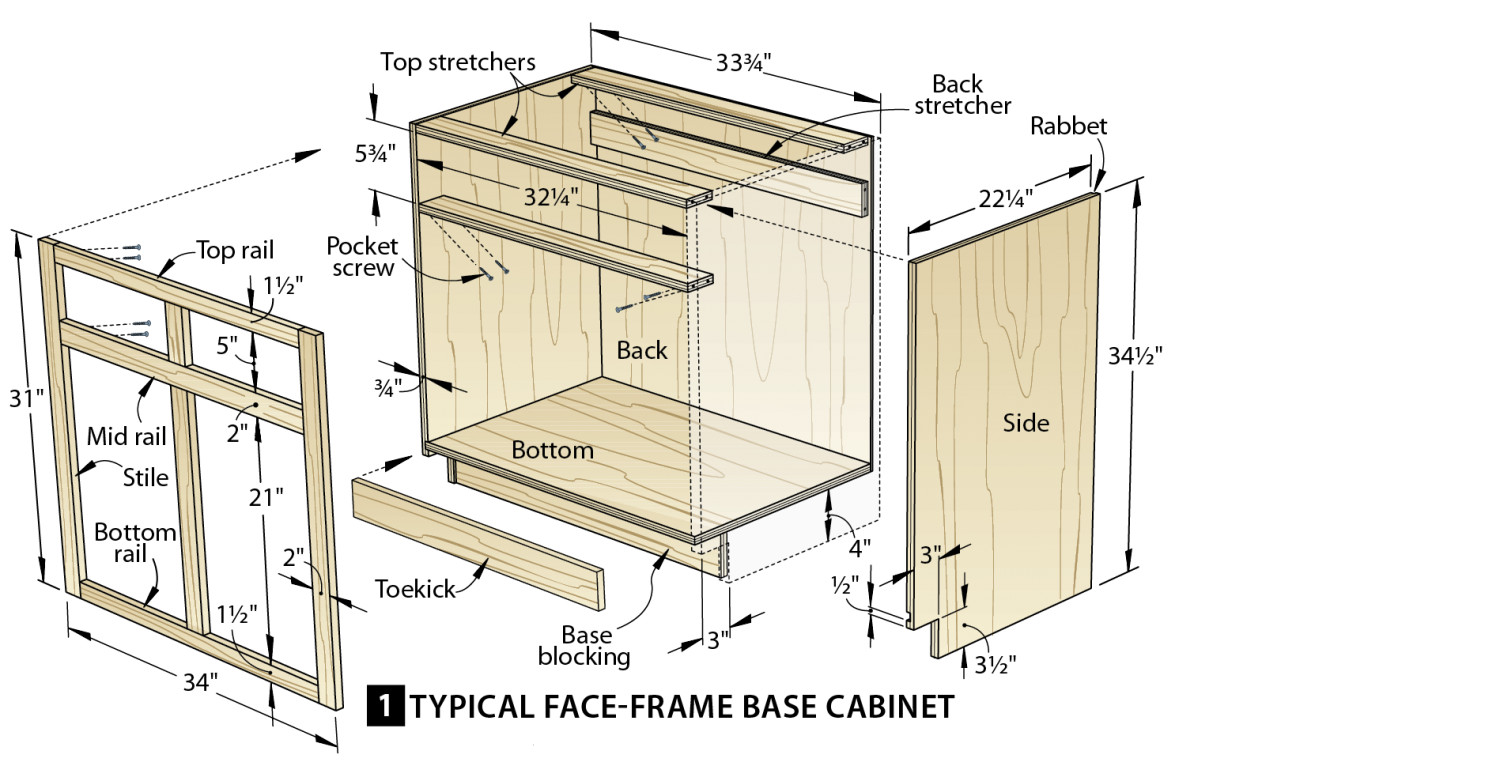 33¾"
Top stretchers
Back
stretcher
Rabbet
5¾"
32¼"
22¼"
Pocket
screw
Top rail
1½"
5"
Back
34½"
31"
¾"
Side
2"
Mid rail
Bottom
Stile
21"
Bottom
rail
2"
4"
3"
½"
Toekick
1½"
Base
blocking
3"
3½"
34"
1 TYPICAL FACE-FRAME BASE CABINET